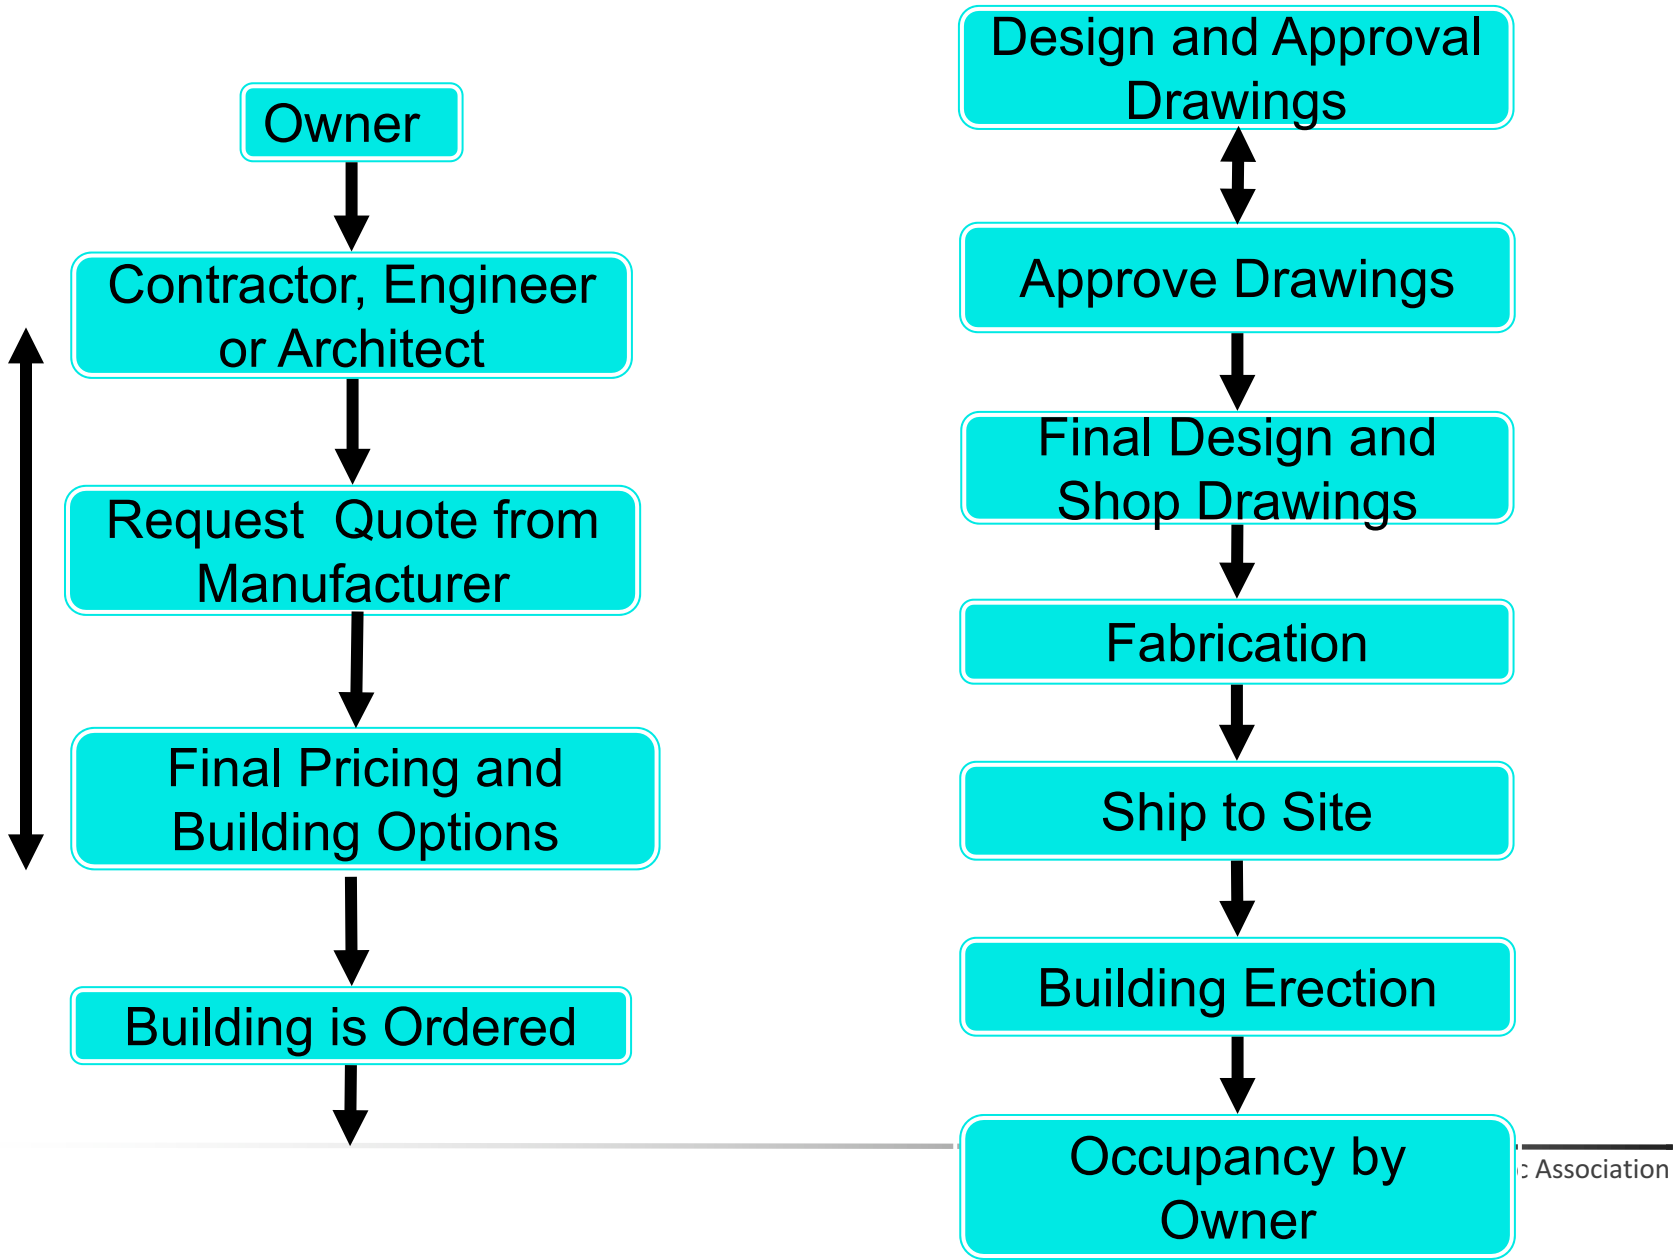 Owner
Contractor, Engineer
or Architect
Request Quote from
Manufacturer
Final Pricing and
Building Options
Building is Ordered
Design and Approval
Drawings
Approve Drawings
Final Design and
Shop Drawings
Fabrication
Ship to Site
Building Erection
Occupancy by
Owner
Association